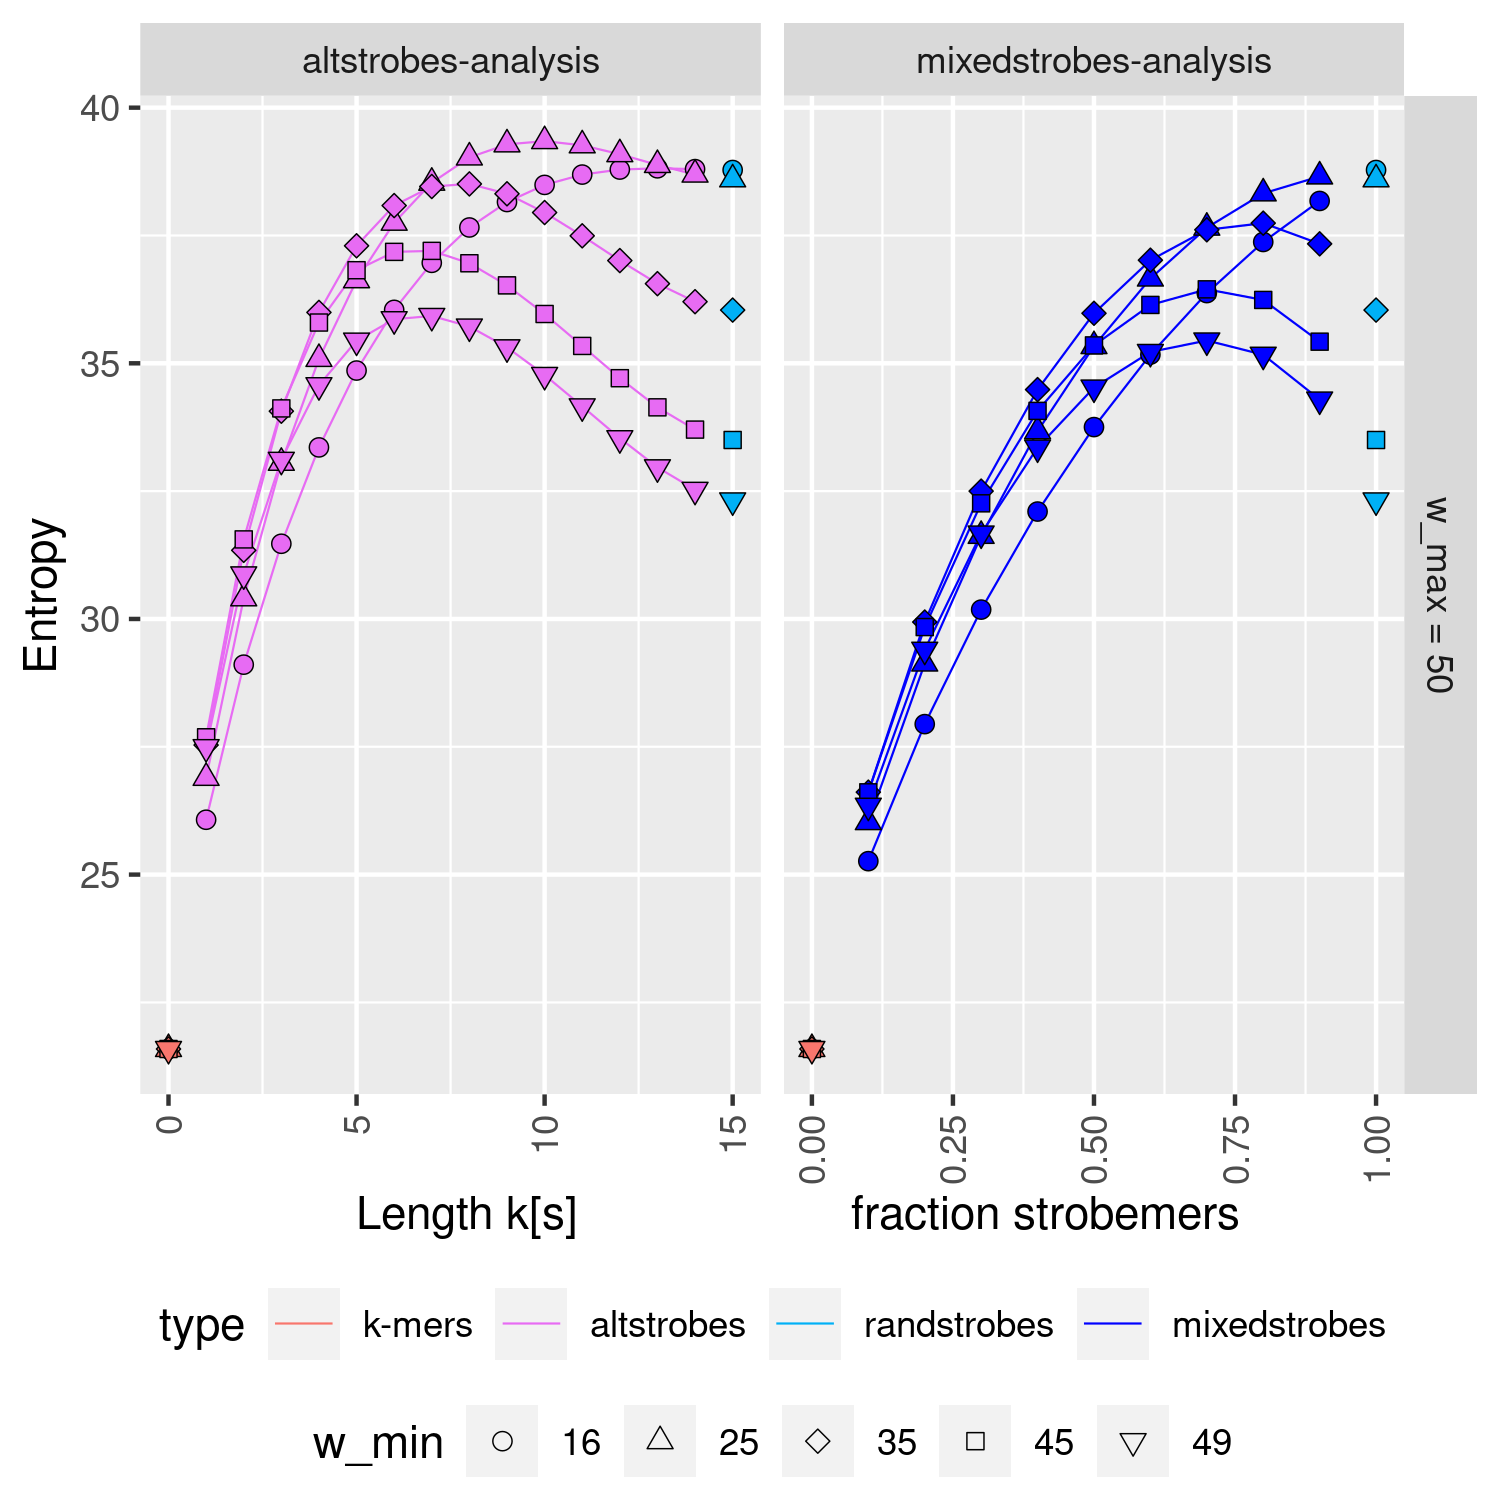 altstrobes-analysis
mixedstrobes-analysis
40
35
30
25
Entropy
w_max = 50
0
5
10
15
0.00
0.25
0.50
0.75
1.00
Length k[s]
fraction strobemers
type k-mers altstrobes randstrobes mixedstrobes
w_min 16 25 35 45 49